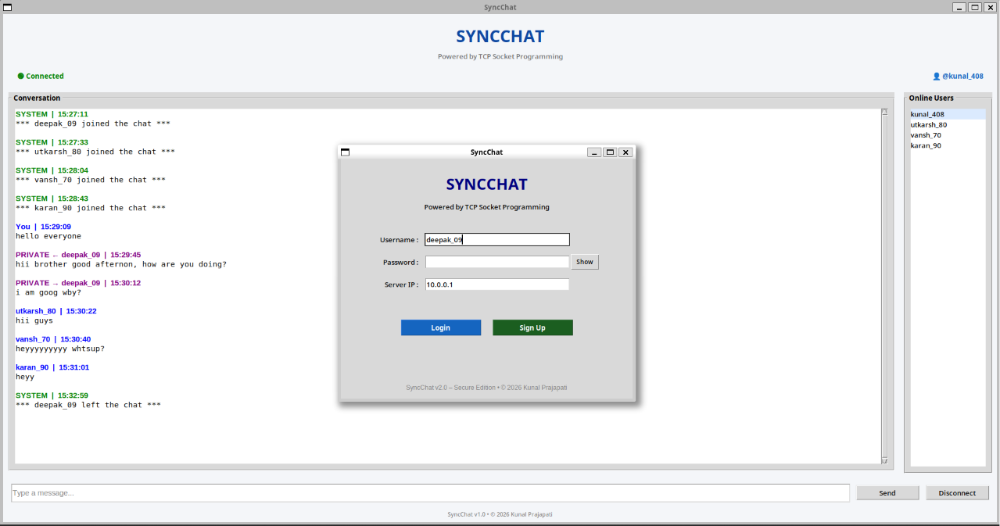 SyncChat
SYNCCHAT
Powered by TCP Socket Programming
Connected
@kunal_408
Conversation
SYSTEM | 15:27:11
*** deepak_09 joined the chat ***
SYSTEM | 15:27:33
*** utkarsh_80 joined the chat ***
SYSTEM | 15:28:04
*** vansh_70 joined the chat ***
SYSTEM | 15:28:43
*** karan_90 joined the chat ***
You | 15:29:09
hello everyone
PRIVATE ← deepak_09 | 15:29:45
hii brother good afternon, how are you doing?
PRIVATE → deepak_09 | 15:30:12
i am goog wby?
utkarsh_80 | 15:30:22
hii guys
vansh_70 | 15:30:40
heyyyyyyyyy whtsup?
karan_90 | 15:31:01
heyy
SYSTEM | 15:32:59
*** deepak_09 left the chat ***
Online Users
kunal_408
utkarsh_80
vansh_70
karan_90
SyncChat
SYNCCHAT
Powered by TCP Socket Programming
Username : deepak_09
Password : Show
Server IP : 10.0.0.1
Login Sign Up
SyncChat v2.0 – Secure Edition • © 2026 Kunal Prajapati
Type a message... Send Disconnect
SyncChat v1.0 • © 2026 Kunal Prajapati